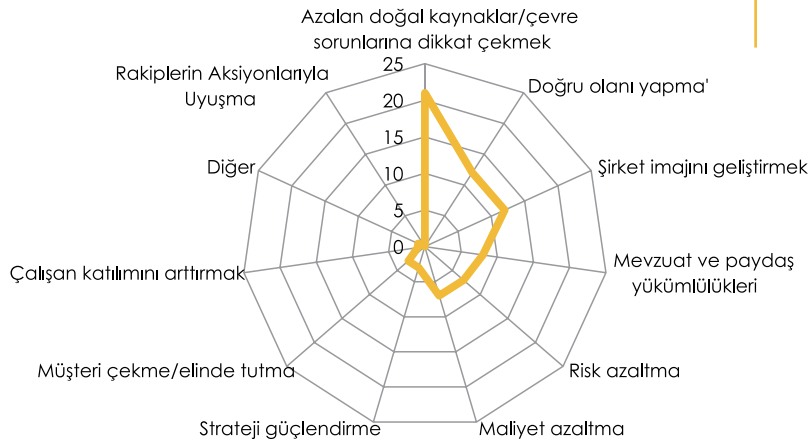 Azalan doğal kaynaklar/çevre
sorunlarına dikkat çekmek
Doğru olanı yapma'
Şirket imajını geliştirmek
Mevzuat ve paydaş
yükümlülükleri
Risk azaltma
Maliyet azaltma
Strateji güçlendirme
Müşteri çekme/elinde tutma
Çalışan katılımını arttırmak
Diğer
Rakiplerin Aksiyonlarıyla
Uyuşma
25
20
15
10
5
0